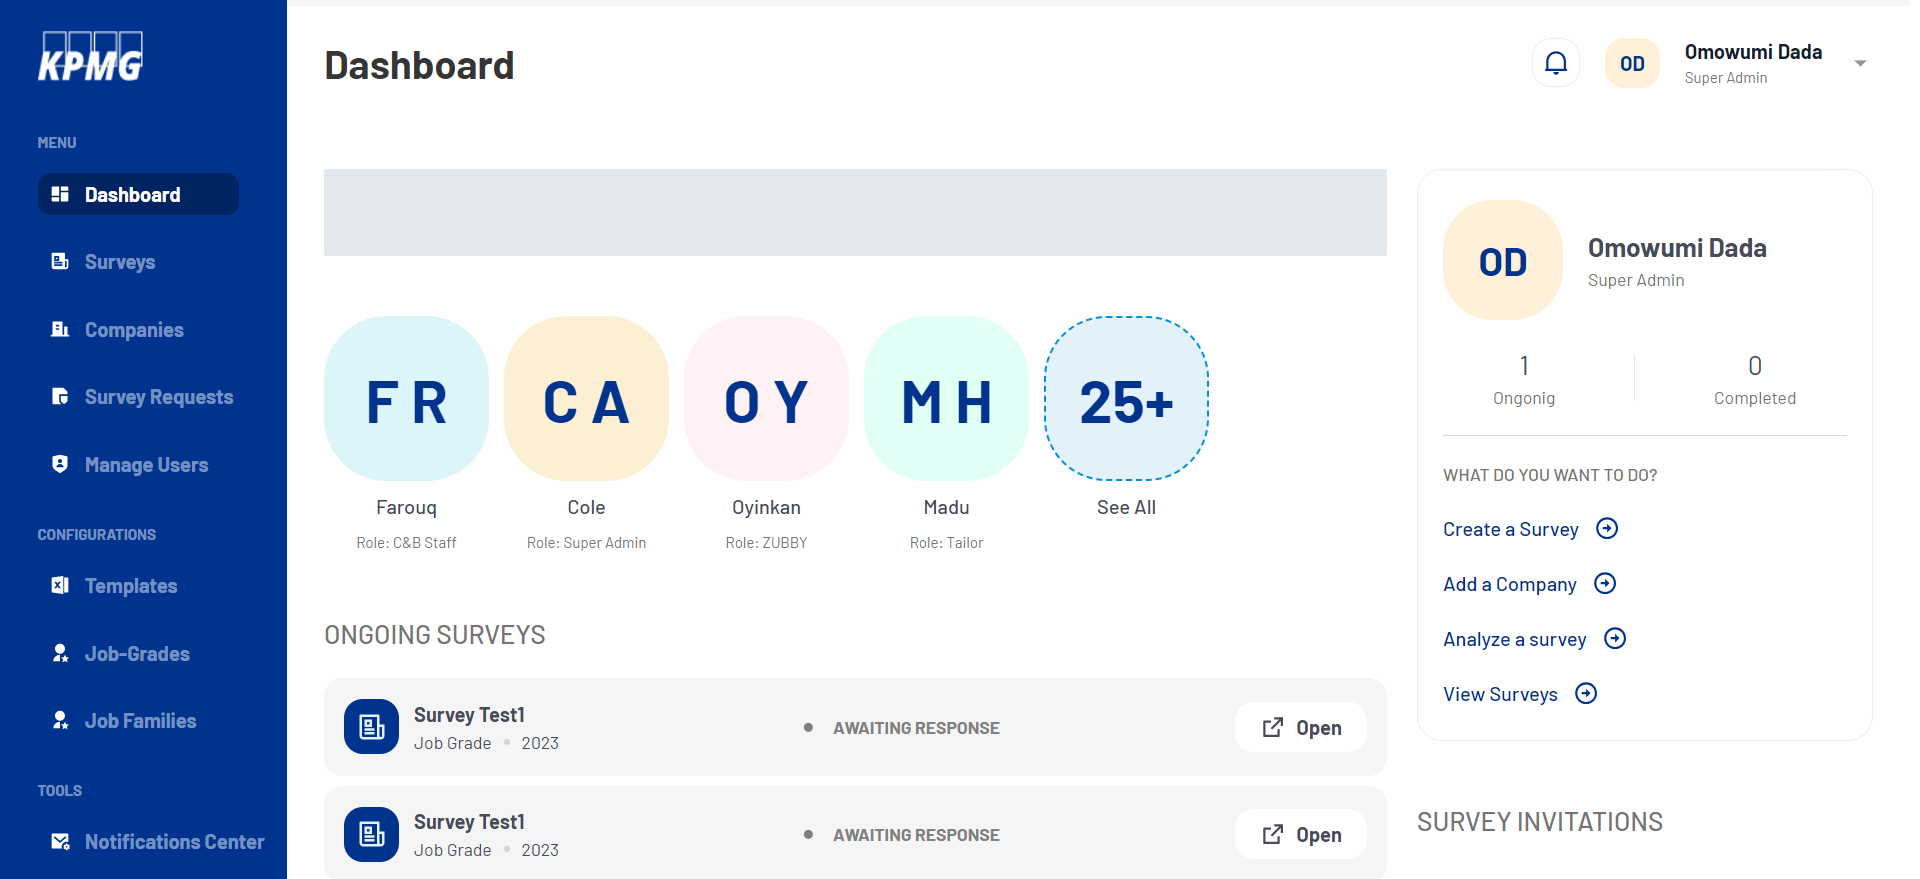 KPMG
MENU
Dashboard
Surveys
Companies
Survey Requests
Manage Users
CONFIGURATIONS
Templates
Job-Grades
Job Families
TOOLS
Notifications Center
Dashboard
OD
Omowumi Dada
Super Admin
F R
C A
O Y
M H
25+
Farouq
Cole
Oyinkan
Madu
See All
Role: C&B Staff
Role: Super Admin
Role: ZUBBY
Role: Tailor
ONGOING SURVEYS
Survey Test1
Job Grade • 2023
AWAITING RESPONSE
Open
Survey Test1
Job Grade • 2023
AWAITING RESPONSE
Open
OD
Omowumi Dada
Super Admin
1
Ongonig
0
Completed
WHAT DO YOU WANT TO DO?
Create a Survey
Add a Company
Analyze a survey
View Surveys
SURVEY INVITATIONS